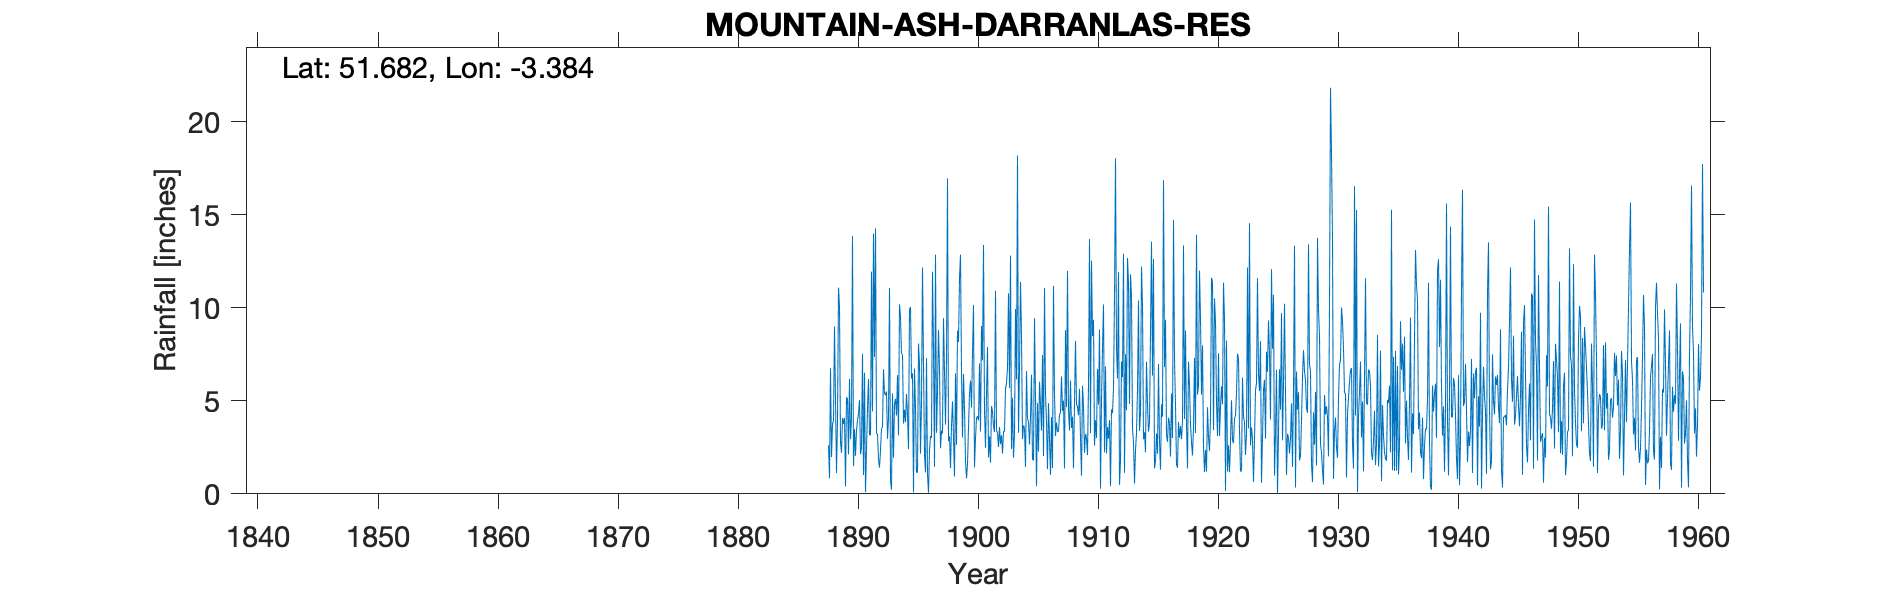 MOUNTAIN-ASH-DARRANLAS-RES
Lat: 51.682, Lon: -3.384
Rainfall [inches]
20
15
10
5
0
1840 1850 1860 1870 1880 1890 1900 1910 1920 1930 1940 1950 1960
Year